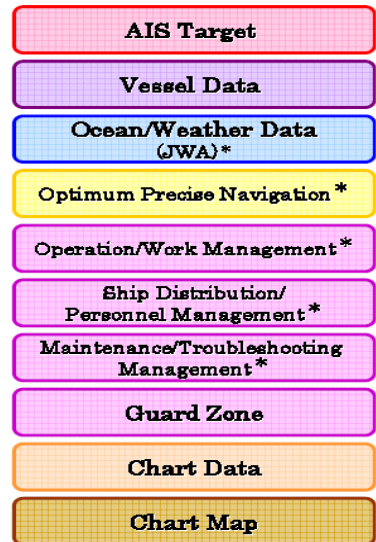 AIS Target
Vessel Data
Ocean/Weather Data
(JWA)*
Optimum Precise Navigation*
Operation/Work Management*
Ship Distribution/
Personnel Management*
Maintenance/Troubleshooting
Management*
Guard Zone
Chart Data
Chart Map